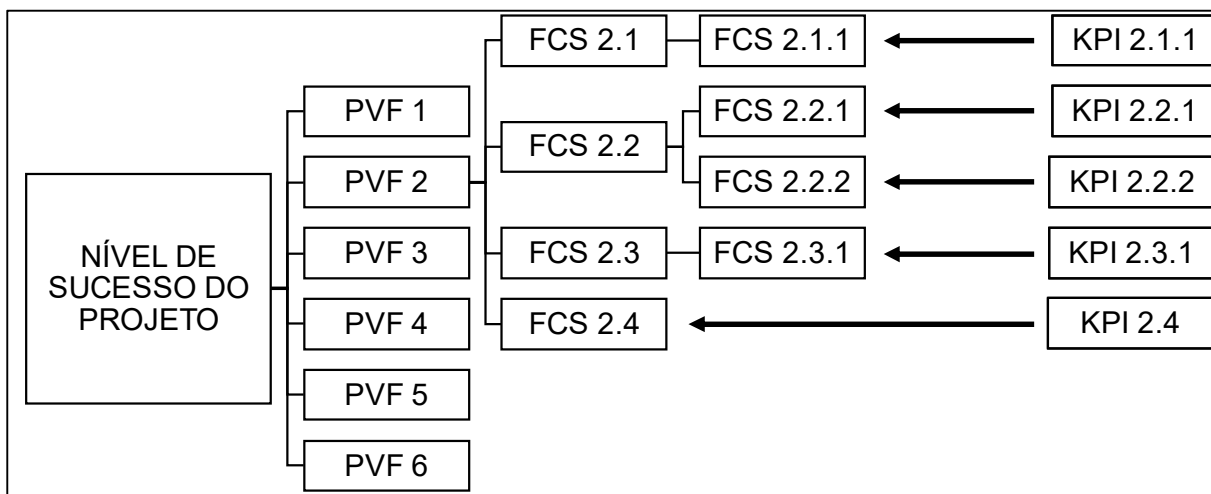 FCS 2.1
FCS 2.1.1
KPI 2.1.1
PVF 1
FCS 2.2.1
KPI 2.2.1
FCS 2.2
PVF 2
FCS 2.2.2
KPI 2.2.2
NÍVEL DE
SUCESSO DO
PROJETO
PVF 3
FCS 2.3
FCS 2.3.1
KPI 2.3.1
PVF 4
FCS 2.4
KPI 2.4
PVF 5
PVF 6